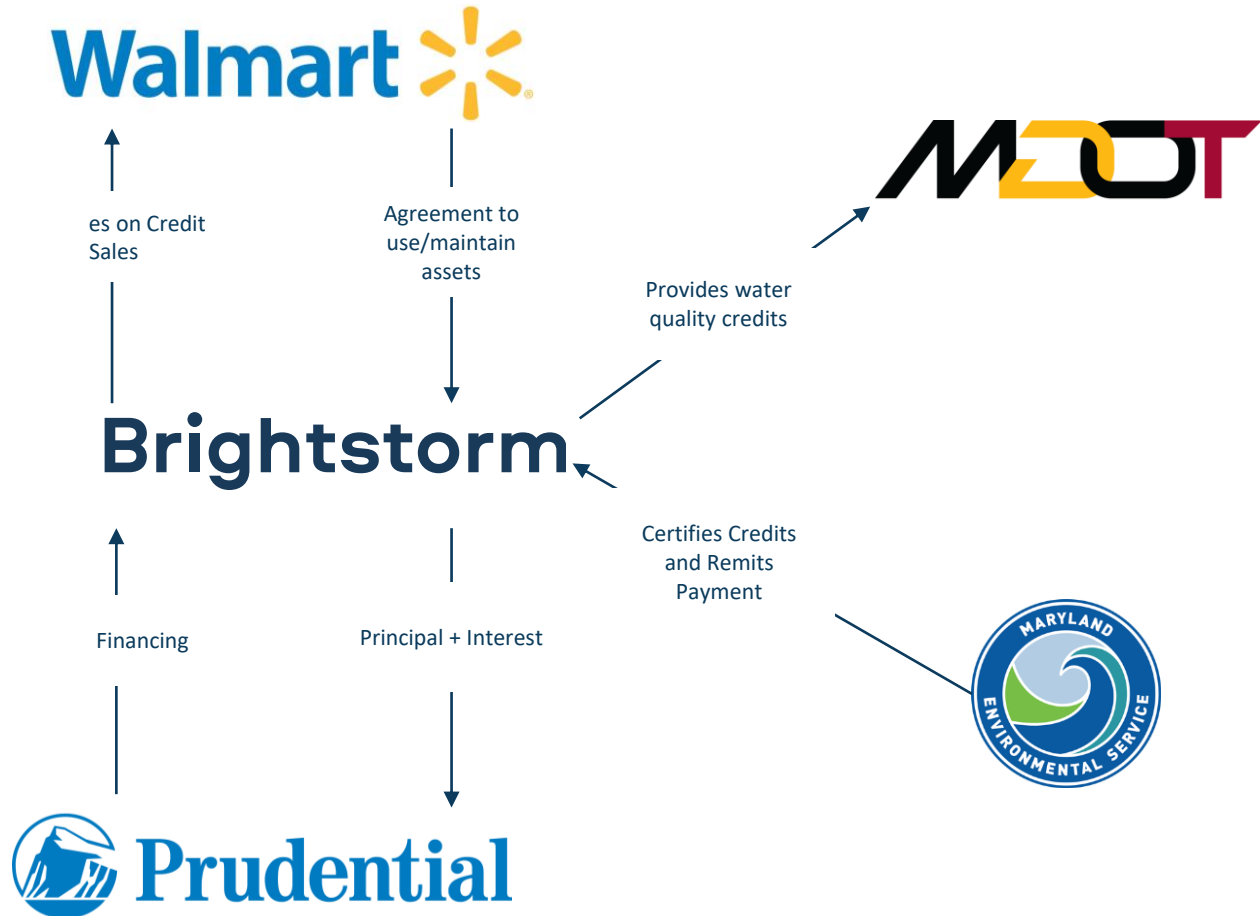 Walmart
MDOT
es on Credit
Sales
Agreement to
use/maintain
assets
Provides water
quality credits
Brightstorm
Certifies Credits
and Remits
Payment
MARYLAND
ENVIRONMENTAL SERVICE
Financing
Principal + Interest
Prudential